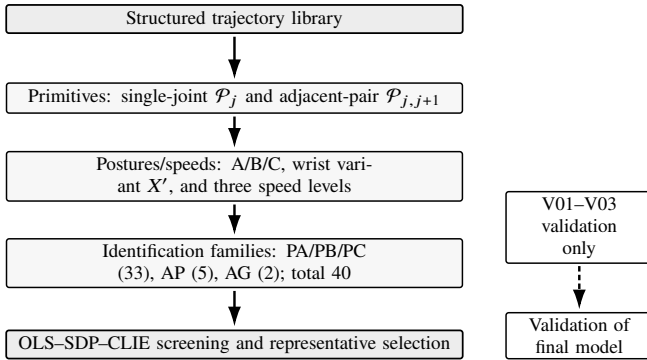 Structured trajectory library
Primitives: single-joint 𝒫j and adjacent-pair 𝒫j,j+1
Postures/speeds: A/B/C, wrist vari-
ant X′, and three speed levels
Identification families: PA/PB/PC
(33), AP (5), AG (2); total 40
OLS–SDP–CLIE screening and representative selection
V01–V03
validation
only
Validation of
final model